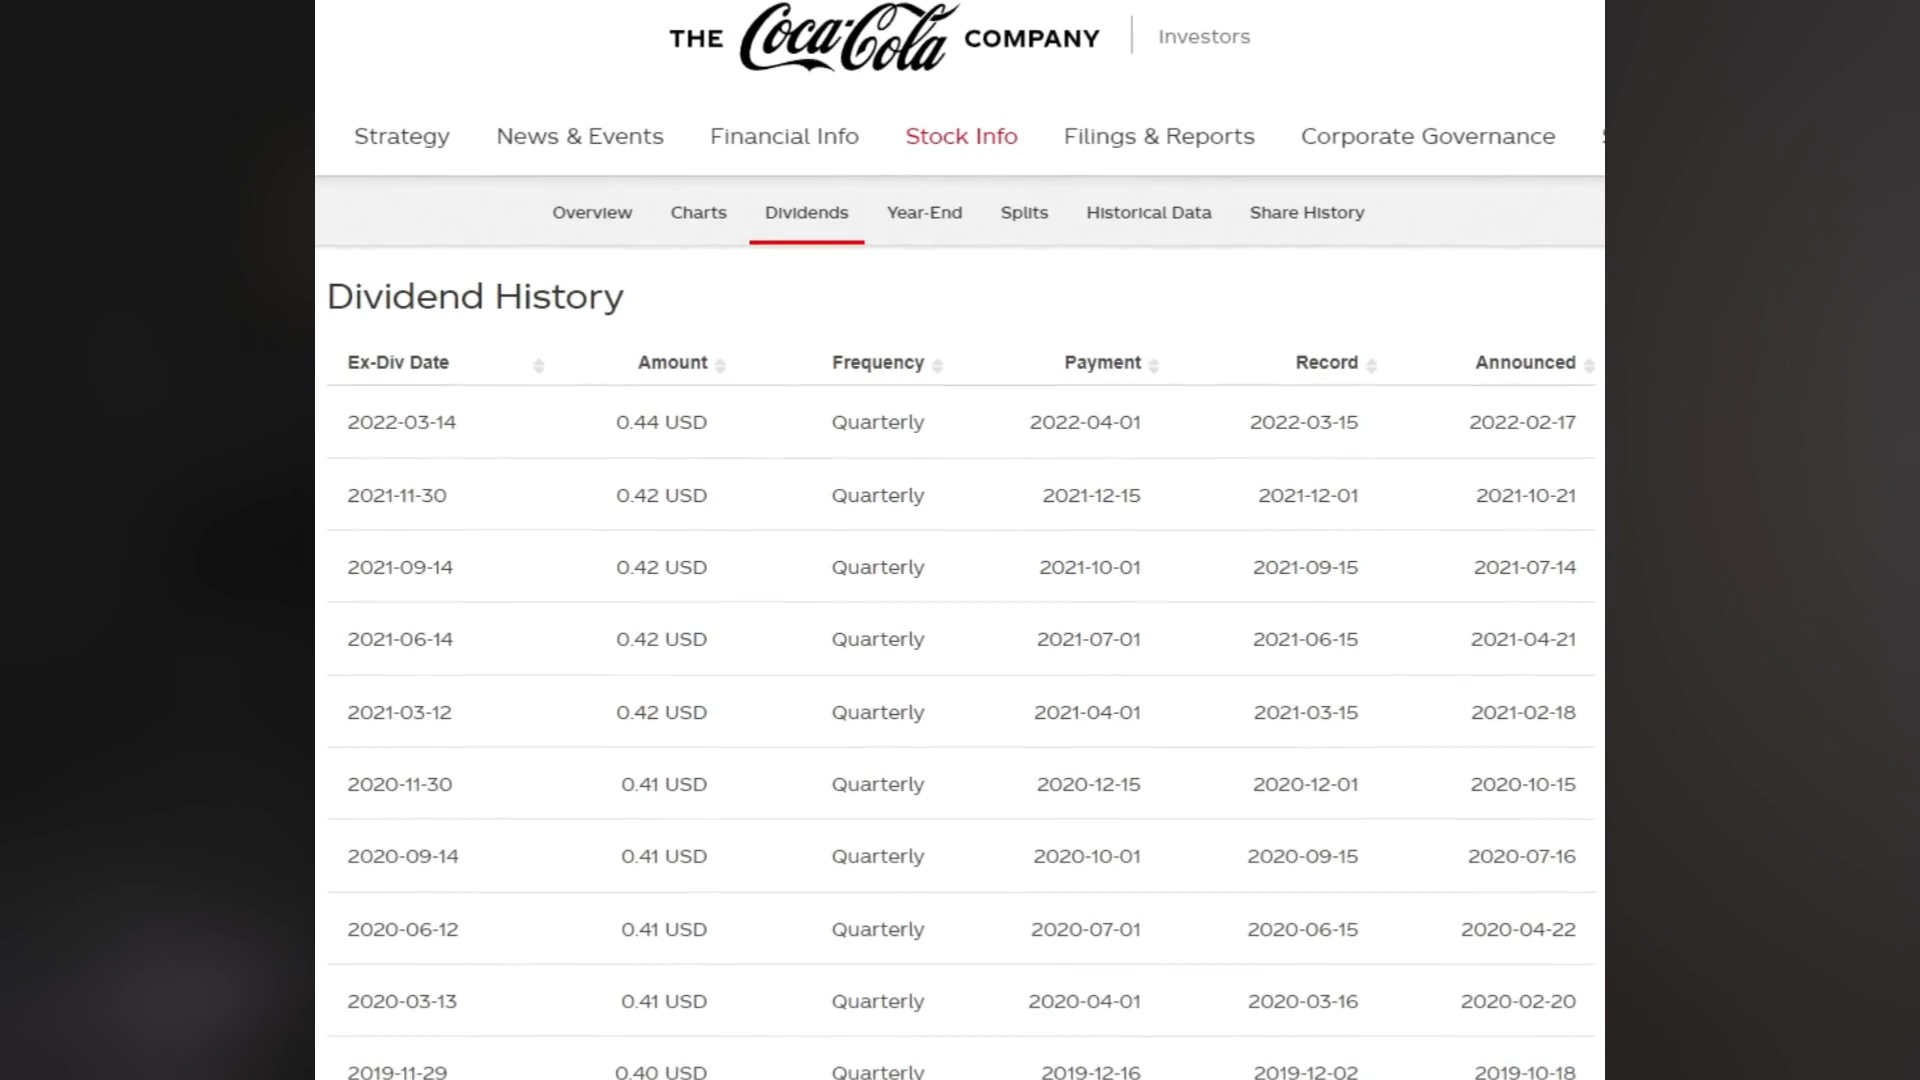 THE Coca-Cola COMPANY Investors
Strategy News & Events Financial Info Stock Info Filings & Reports Corporate Governance
Overview Charts Dividends Year-End Splits Historical Data Share History
Dividend History
Ex-Div Date Amount Frequency Payment Record Announced
2022-03-14 0.44 USD Quarterly 2022-04-01 2022-03-15 2022-02-17
2021-11-30 0.42 USD Quarterly 2021-12-15 2021-12-01 2021-10-21
2021-09-14 0.42 USD Quarterly 2021-10-01 2021-09-15 2021-07-14
2021-06-14 0.42 USD Quarterly 2021-07-01 2021-06-15 2021-04-21
2021-03-12 0.42 USD Quarterly 2021-04-01 2021-03-15 2021-02-18
2020-11-30 0.41 USD Quarterly 2020-12-15 2020-12-01 2020-10-15
2020-09-14 0.41 USD Quarterly 2020-10-01 2020-09-15 2020-07-16
2020-06-12 0.41 USD Quarterly 2020-07-01 2020-06-15 2020-04-22
2020-03-13 0.41 USD Quarterly 2020-04-01 2020-03-16 2020-02-20
2019-11-29 0.40 USD Quarterly 2019-12-16 2019-12-02 2019-10-18